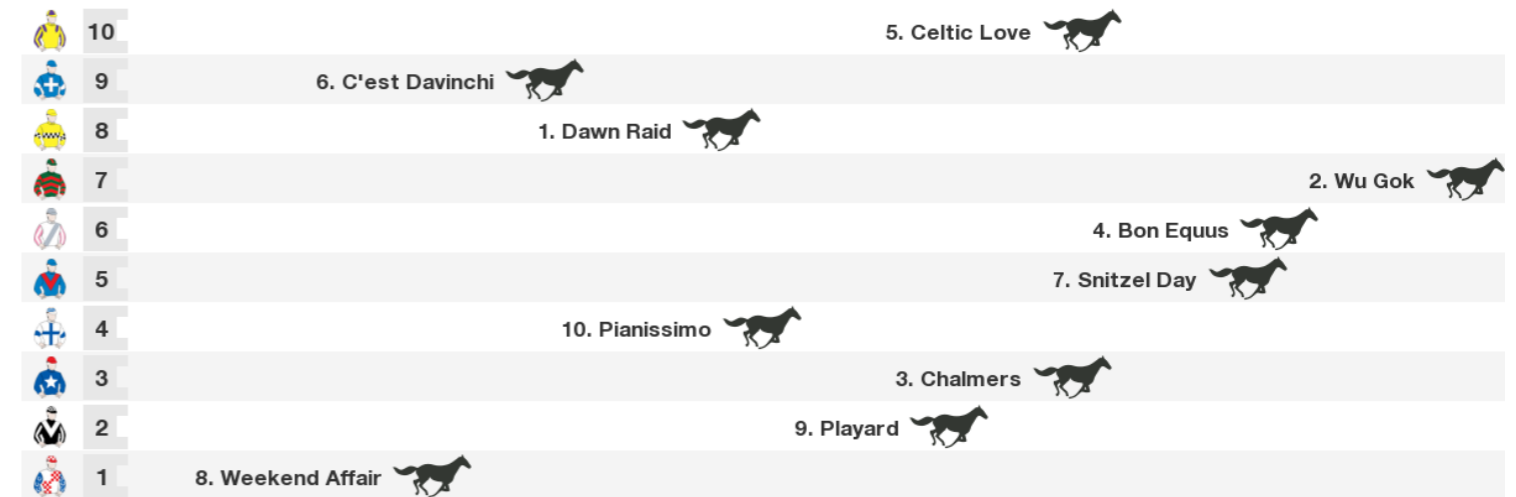 10 5. Celtic Love
9 6. C'est Davinchi
8 1. Dawn Raid
7 2. Wu Gok
6 4. Bon Equus
5 7. Snitzel Day
4 10. Pianissimo
3 3. Chalmers
2 9. Playard
1 8. Weekend Affair